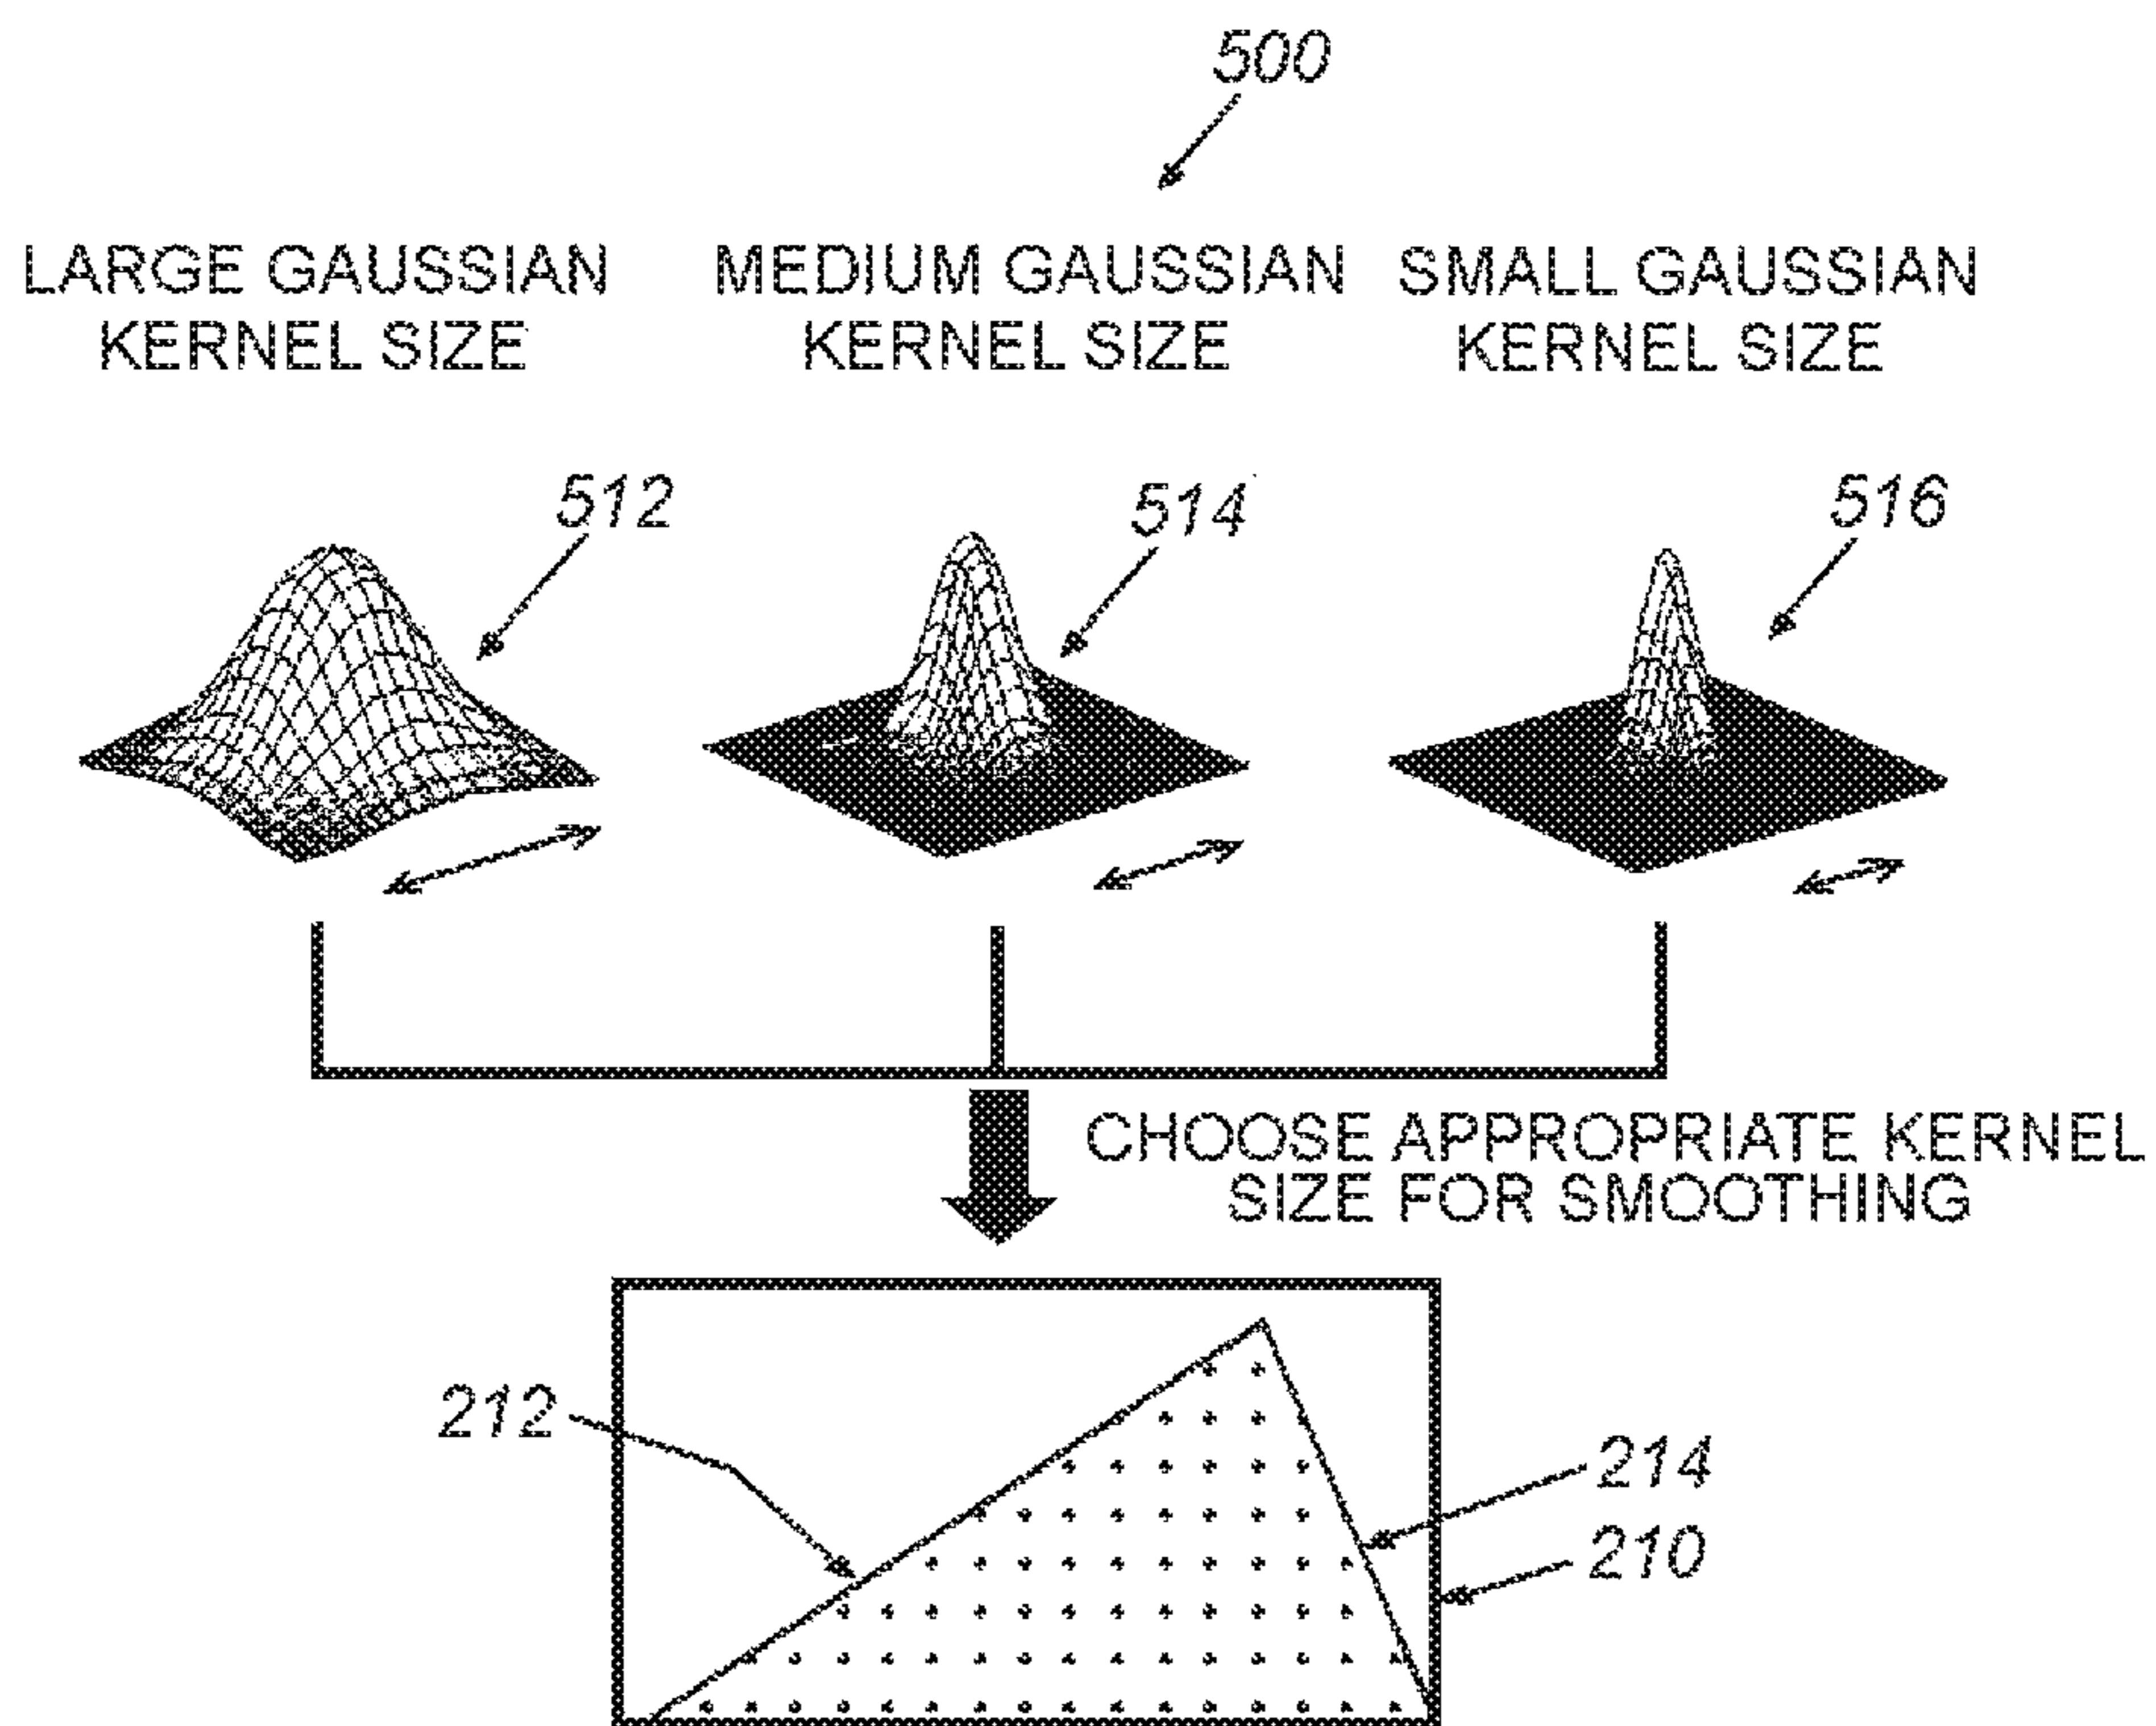 500
LARGE GAUSSIAN
KERNEL SIZE
MEDIUM GAUSSIAN
KERNEL SIZE
SMALL GAUSSIAN
KERNEL SIZE
512
514
516
CHOOSE APPROPRIATE KERNEL
SIZE FOR SMOOTHING
212
214
210